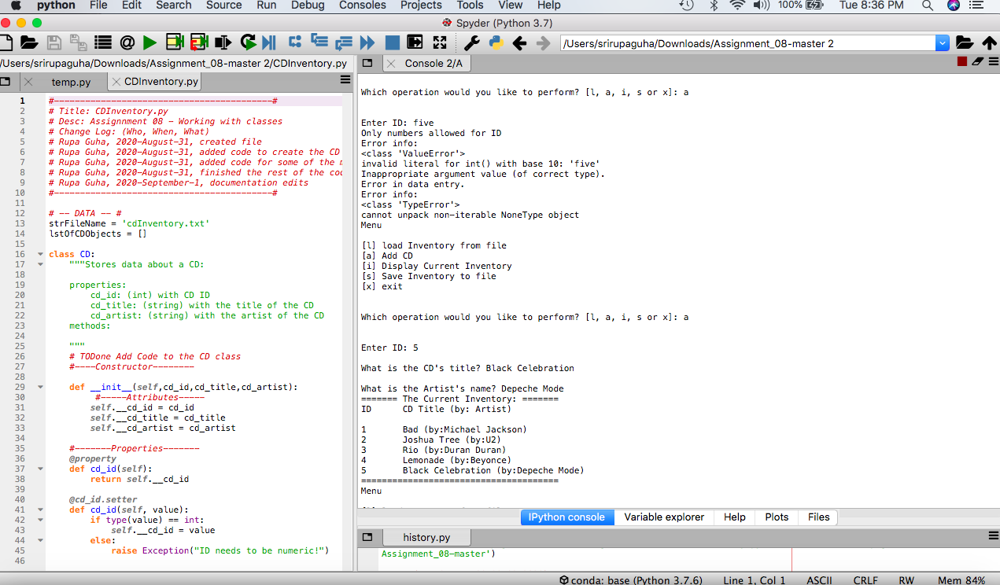 python File Edit Search Source Run Debug Consoles Projects Tools View Help 100% Tue 8:36 PM
Spyder (Python 3.7)
/Users/srirupaguha/Downloads/Assignment_08-master 2
/Users/srirupaguha/Downloads/Assignment_08-master 2/CDInventory.py
temp.py CDInventory.py
1 #------------------------------------------#
2 # Title: CDInventory.py
3 # Desc: Assignnment 08 - Working with classes
4 # Change Log: (Who, When, What)
5 # Rupa Guha, 2020-August-31, created file
6 # Rupa Guha, 2020-August-31, added code to create the CD
7 # Rupa Guha, 2020-August-31, added code for some of the
8 # Rupa Guha, 2020-August-31, finished the rest of the
9 # Rupa Guha, 2020-September-1, documentation edits
10 #------------------------------------------#
11
12 # -- DATA -- #
13 strFileName = 'cdInventory.txt'
14 lstOfCDObjects = []
15
16 class CD:
17 """Stores data about a CD:
18
19 properties:
20 cd_id: (int) with CD ID
21 cd_title: (string) with the title of the CD
22 cd_artist: (string) with the artist of the CD
23 methods:
24
25 """
26 # TODone Add Code to the CD class
27 #----Constructor--------
28
29 def __init__(self,cd_id,cd_title,cd_artist):
30 #-----Attributes-----
31 self.__cd_id = cd_id
32 self.__cd_title = cd_title
33 self.__cd_artist = cd_artist
34
35 #-------Properties-------
36 @property
37 def cd_id(self):
38 return self.__cd_id
39
40 @cd_id.setter
41 def cd_id(self, value):
42 if type(value) == int:
43 self.__cd_id = value
44 else:
45 raise Exception("ID needs to be numeric!")
46
Console 2/A
Which operation would you like to perform? [l, a, i, s or x]: a
Enter ID: five
Only numbers allowed for ID
Error info:
<class 'ValueError'>
invalid literal for int() with base 10: 'five'
Inappropriate argument value (of correct type).
Error in data entry.
Error info:
<class 'TypeError'>
cannot unpack non-iterable NoneType object
Menu
[l] load Inventory from file
[a] Add CD
[i] Display Current Inventory
[s] Save Inventory to file
[x] exit
Which operation would you like to perform? [l, a, i, s or x]: a
Enter ID: 5
What is the CD's title? Black Celebration
What is the Artist's name? Depeche Mode
======= The Current Inventory: =======
ID CD Title (by: Artist)
1 Bad (by:Michael Jackson)
2 Joshua Tree (by:U2)
3 Rio (by:Duran Duran)
4 Lemonade (by:Beyonce)
5 Black Celebration (by:Depeche Mode)
======================================
Menu
IPython console Variable explorer Help Plots Files
history.py
Assignment_08-master')
conda: base (Python 3.7.6) Line 1, Col 1 ASCII CRLF RW Mem 84%